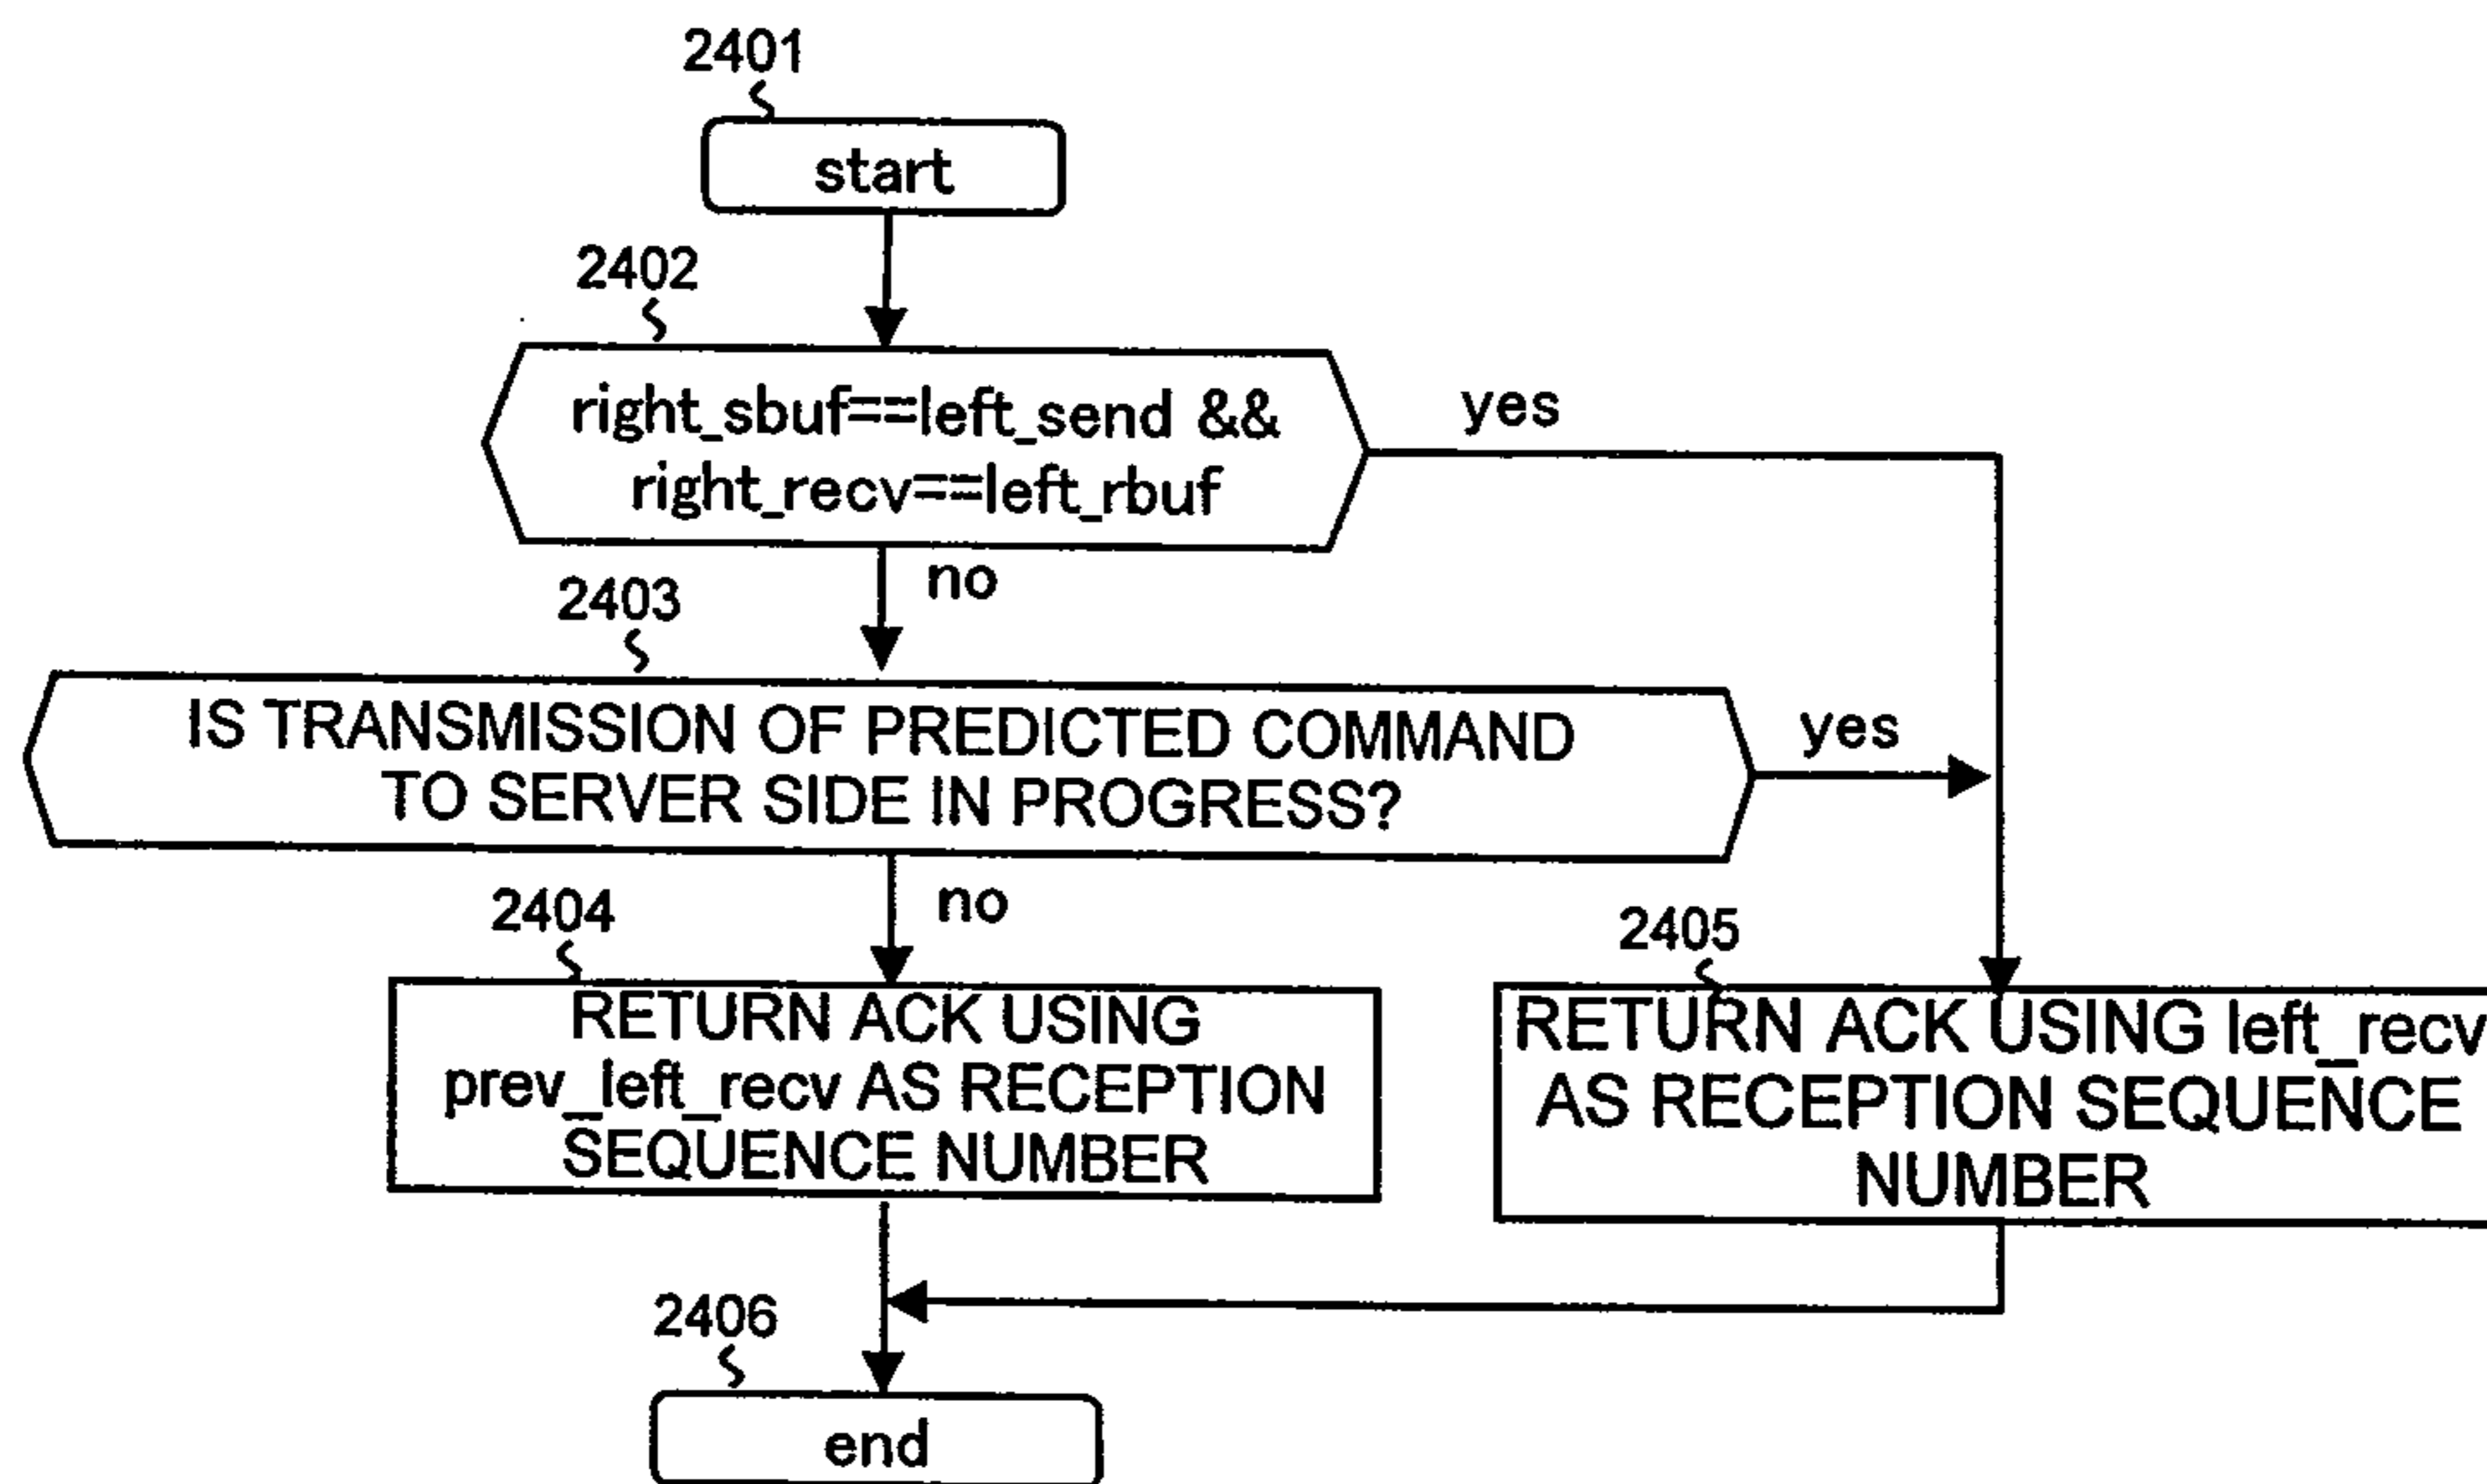 2401
start
2402
right_sbuf==left_send &&
right_recv==left_rbuf
yes
no
2403
IS TRANSMISSION OF PREDICTED COMMAND
TO SERVER SIDE IN PROGRESS?
yes
no
2404
RETURN ACK USING
prev_left_recv AS RECEPTION
SEQUENCE NUMBER
2405
RETURN ACK USING left_recv
AS RECEPTION SEQUENCE
NUMBER
2406
end